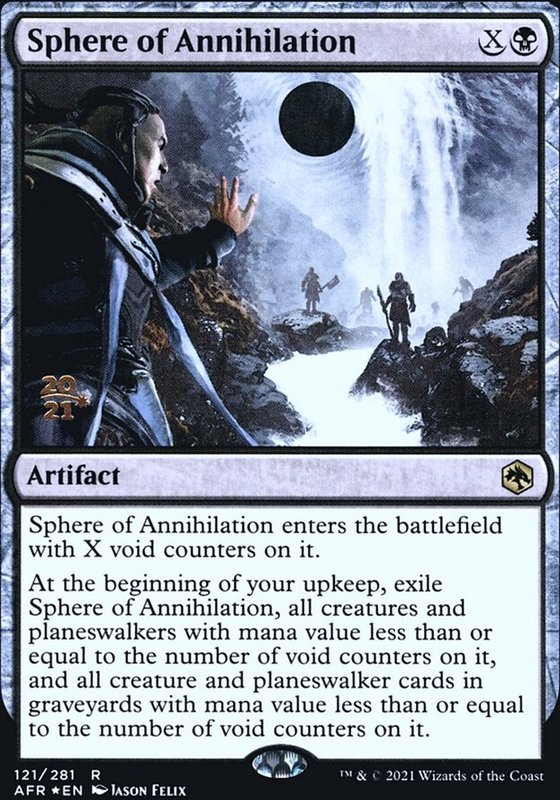 Sphere of Annihilation X
20
21
Artifact
Sphere of Annihilation enters the battlefield
with X void counters on it.
At the beginning of your upkeep, exile
Sphere of Annihilation, all creatures and
planeswalkers with mana value less than or
equal to the number of void counters on it,
and all creature and planeswalker cards in
graveyards with mana value less than or equal
to the number of void counters on it.
121/281 R
AFR ★ EN Jason Felix
™ & © 2021 Wizards of the Coast